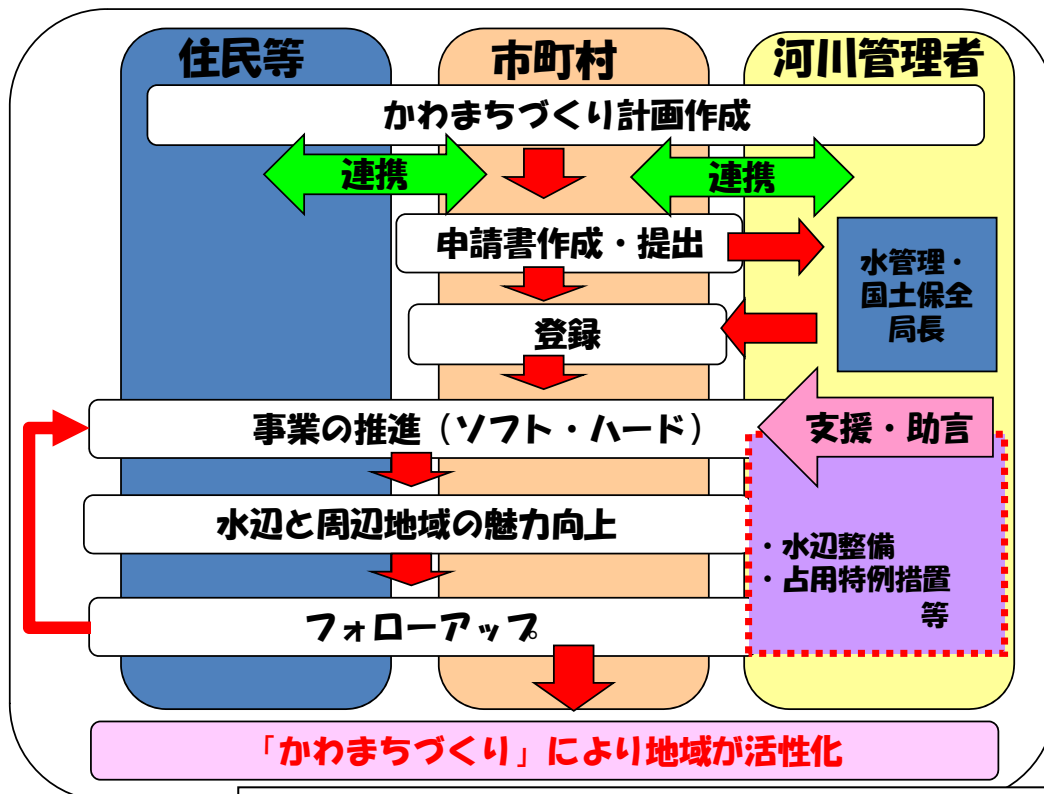 住民等
市町村
河川管理者
かわまちづくり計画作成
連携
連携
申請書作成・提出
水管理・
国土保全
局長
登録
事業の推進（ソフト・ハード）
支援・助言
水辺と周辺地域の魅力向上
・水辺整備
・占用特例措置
等
フォローアップ。
「かわまちづくり」により地域が活性化